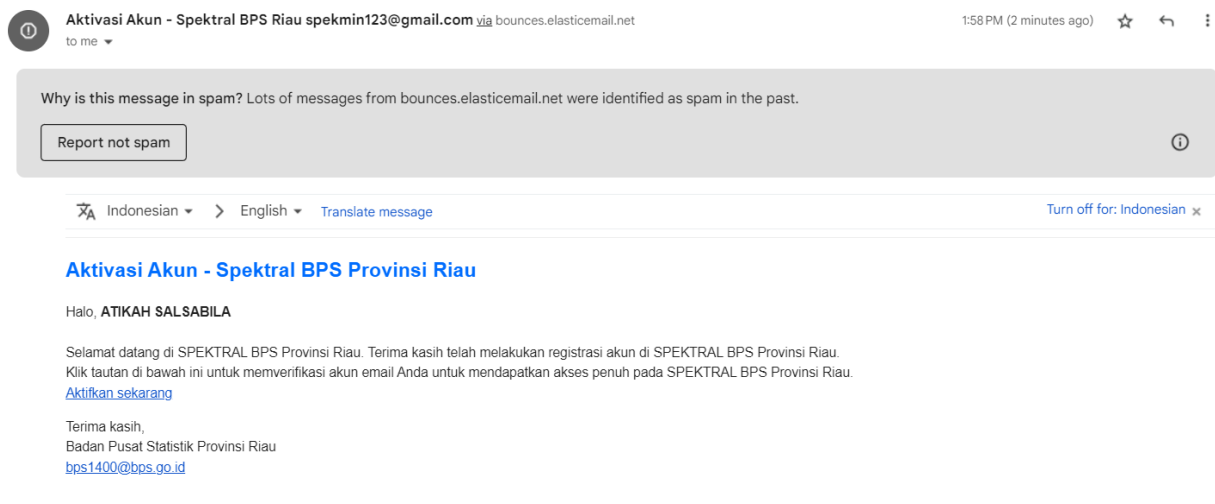 Aktivasi Akun - Spektral BPS Riau spekmin123@gmail.com via bounces.elasticemail.net
1:58 PM (2 minutes ago)
to me
Why is this message in spam? Lots of messages from bounces.elasticemail.net were identified as spam in the past.
Report not spam
Indonesian > English Translate message
Turn off for: Indonesian x
Aktivasi Akun - Spektral BPS Provinsi Riau
Halo, ATIKAH SALSABILA
Selamat datang di SPEKTRAL BPS Provinsi Riau. Terima kasih telah melakukan registrasi akun di SPEKTRAL BPS Provinsi Riau.
Klik tautan di bawah ini untuk memverifikasi akun email Anda untuk mendapatkan akses penuh pada SPEKTRAL BPS Provinsi Riau.
Aktifkan sekarang
Terima kasih,
Badan Pusat Statistik Provinsi Riau
bps1400@bps.go.id